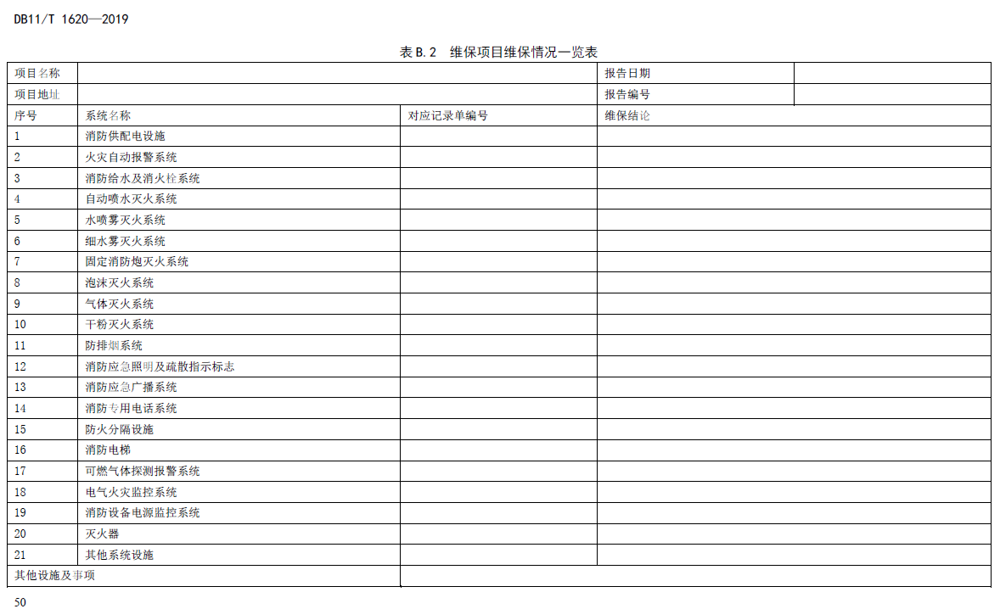 DB11/T 1620—2019
表 B.2 维保项目维保情况一览表
项目名称 报告日期
项目地址 报告编号
序号 系统名称 对应记录单编号 维保结论
1 消防供配电设施
2 火灾自动报警系统
3 消防给水及消火栓系统
4 自动喷水灭火系统
5 水喷雾灭火系统
6 细水雾灭火系统
7 固定消防炮灭火系统
8 泡沫灭火系统
9 气体灭火系统
10 干粉灭火系统
11 防排烟系统
12 消防应急照明及疏散指示标志
13 消防应急广播系统
14 消防专用电话系统
15 防火分隔设施
16 消防电梯
17 可燃气体探测报警系统
18 电气火灾监控系统
19 消防设备电源监控系统
20 灭火器
21 其他系统设施
其他设施及事项
50